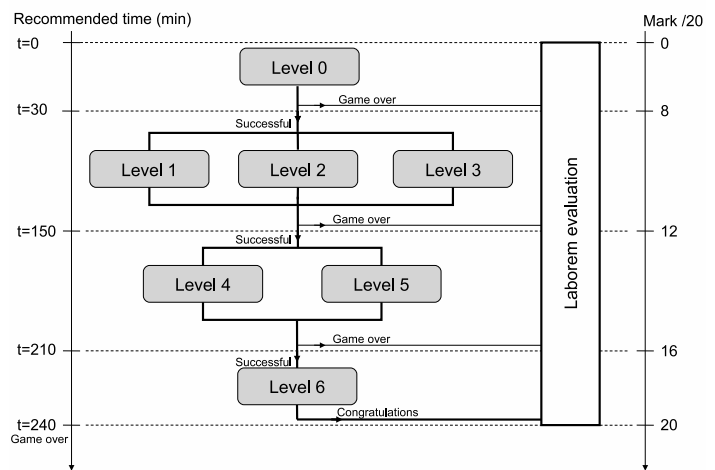 Recommended time (min)
Mark /20
t=0
0
Level 0
Game over
t=30
8
Successful
Level 1
Level 2
Level 3
Game over
t=150
12
Successful
Level 4
Level 5
Laborem evaluation
Game over
t=210
16
Successful
Level 6
Congratulations
t=240
20
Game over